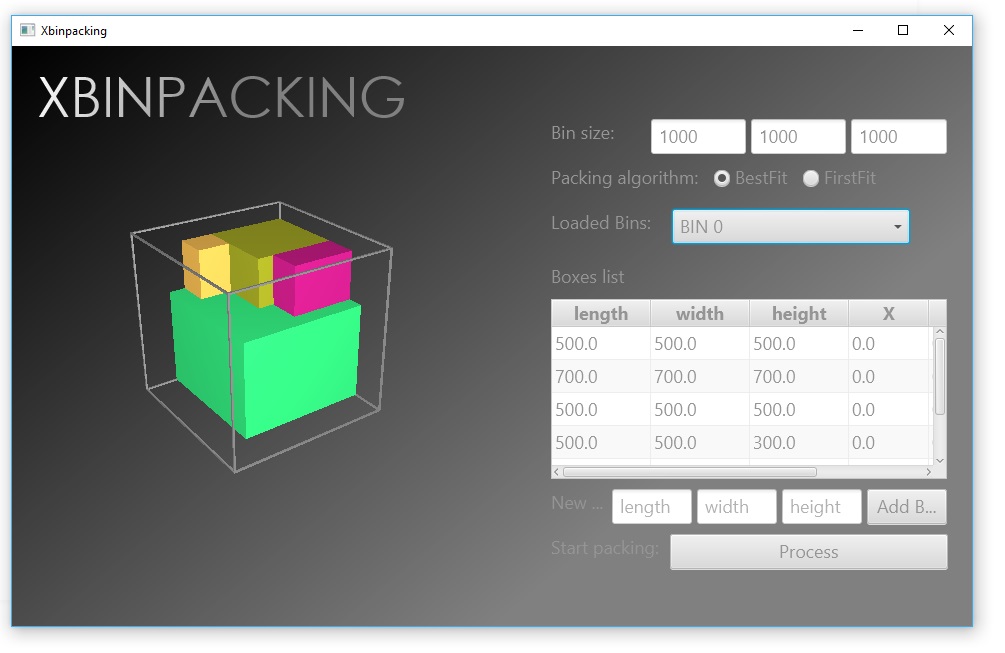 Xbinpacking
XBINPACKING
Bin size: 1000 1000 1000
Packing algorithm: BestFit FirstFit
Loaded Bins: BIN 0
Boxes list
length width height X
500.0 500.0 500.0 0.0
700.0 700.0 700.0 0.0
500.0 500.0 500.0 0.0
500.0 500.0 300.0 0.0
New ... length width height Add B...
Start packing: Process